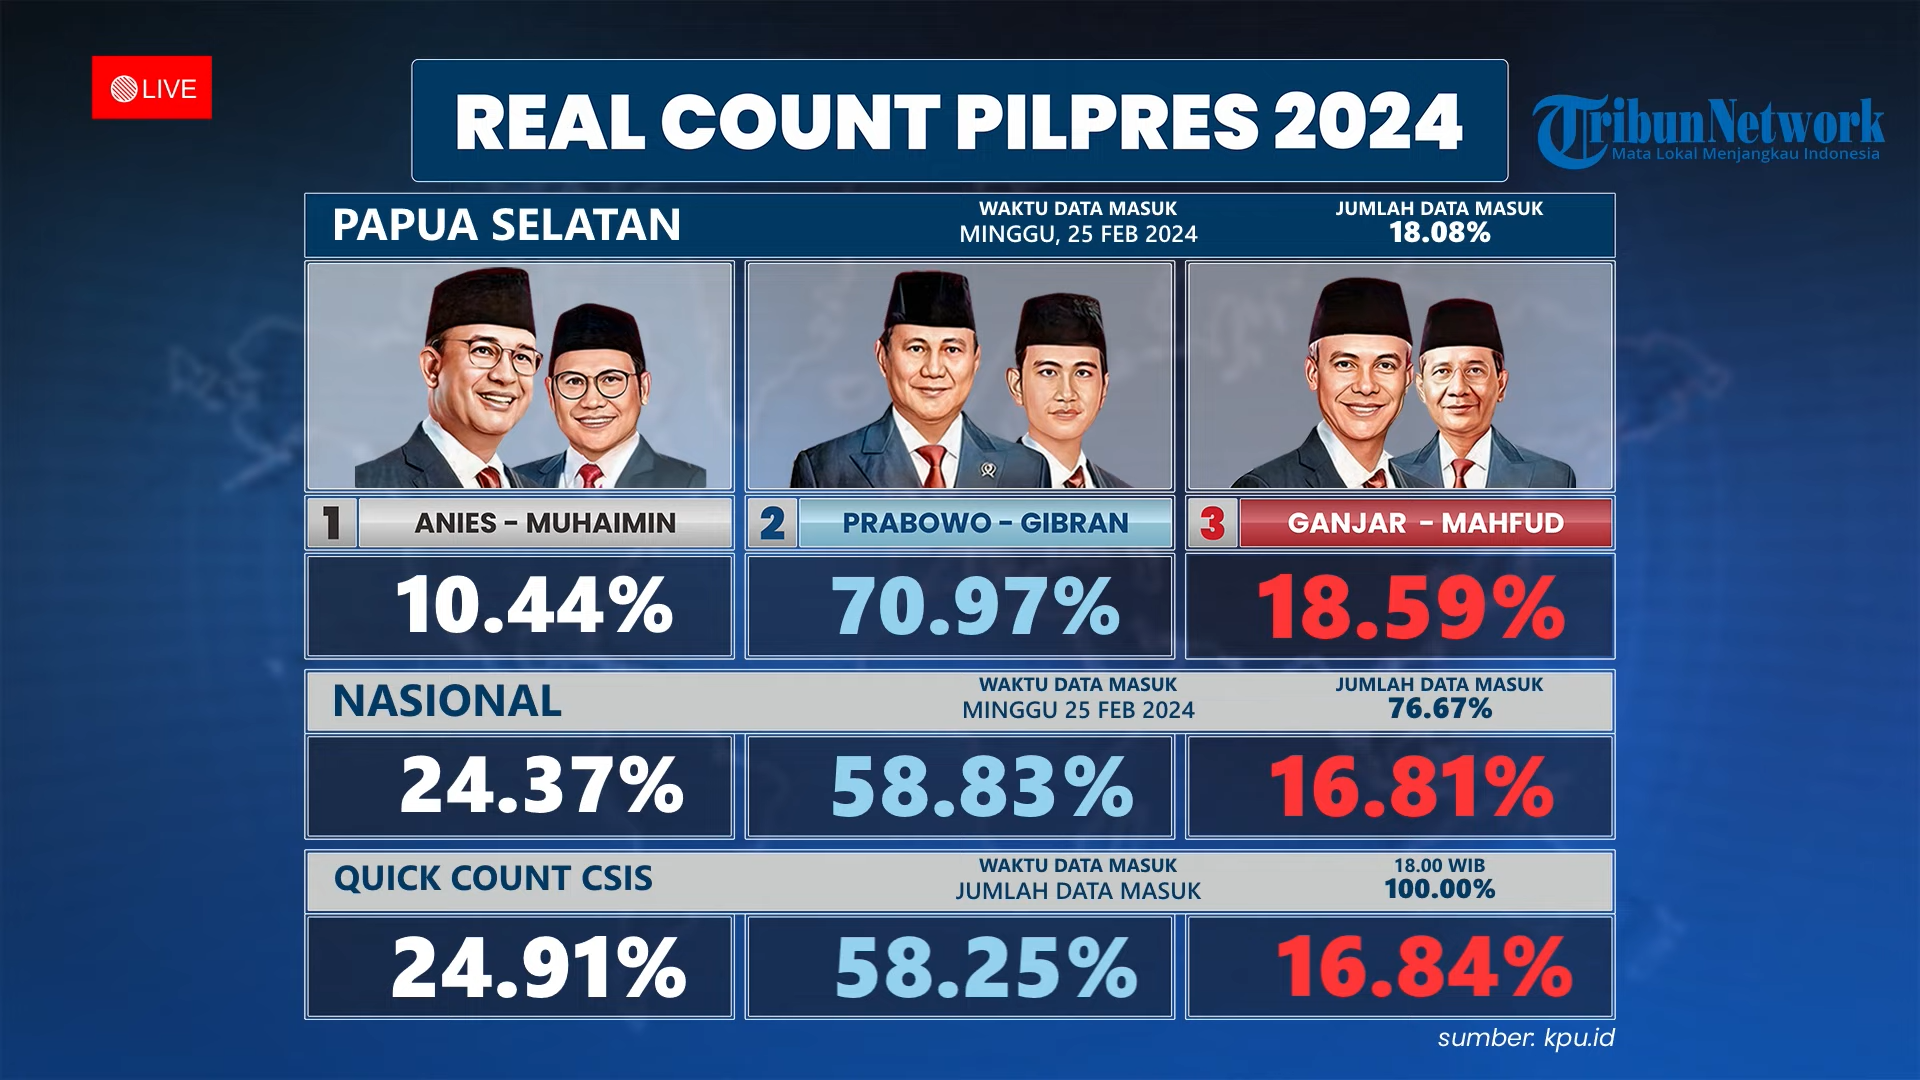 LIVE
REAL COUNT PILPRES 2024
Tribun Network
Mata Lokal Menjangkau Indonesia
PAPUA SELATAN
WAKTU DATA MASUK
MINGGU, 25 FEB 2024
JUMLAH DATA MASUK
18.08%
1 ANIES - MUHAIMIN
2 PRABOWO - GIBRAN
3 GANJAR - MAHFUD
10.44% 70.97% 18.59%
NASIONAL
WAKTU DATA MASUK
MINGGU 25 FEB 2024
JUMLAH DATA MASUK
76.67%
24.37% 58.83% 16.81%
QUICK COUNT CSIS
WAKTU DATA MASUK
JUMLAH DATA MASUK
18.00 WIB
100.00%
24.91% 58.25% 16.84%
sumber: kpu.id